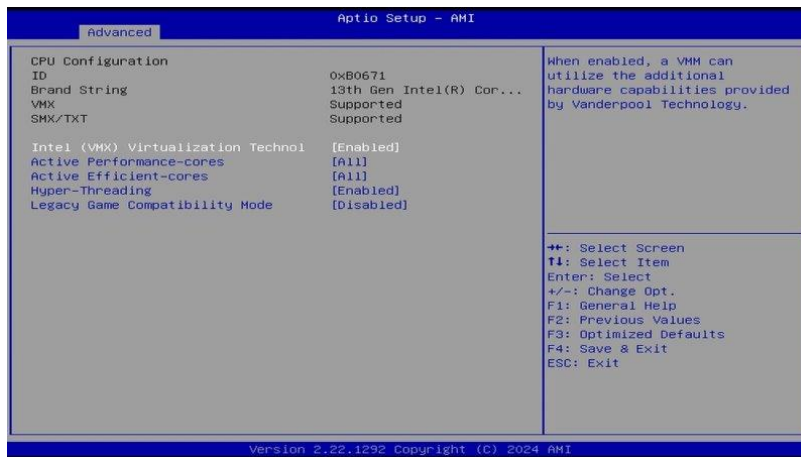 Aptio Setup - AMI
Advanced
CPU Configuration
ID 0xB0671
Brand String 13th Gen Intel(R) Cor...
VMX Supported
SMX/TXT Supported
Intel (VMX) Virtualization Technol [Enabled]
Active Performance-cores [All]
Active Efficient-cores [All]
Hyper-Threading [Enabled]
Legacy Game Compatibility Mode [Disabled]
When enabled, a VMM can
utilize the additional
hardware capabilities provided
by Vanderpool Technology.
→←: Select Screen
↑↓: Select Item
Enter: Select
+/-: Change Opt.
F1: General Help
F2: Previous Values
F3: Optimized Defaults
F4: Save & Exit
ESC: Exit
Version 2.22.1292 Copyright (C) 2024 AMI